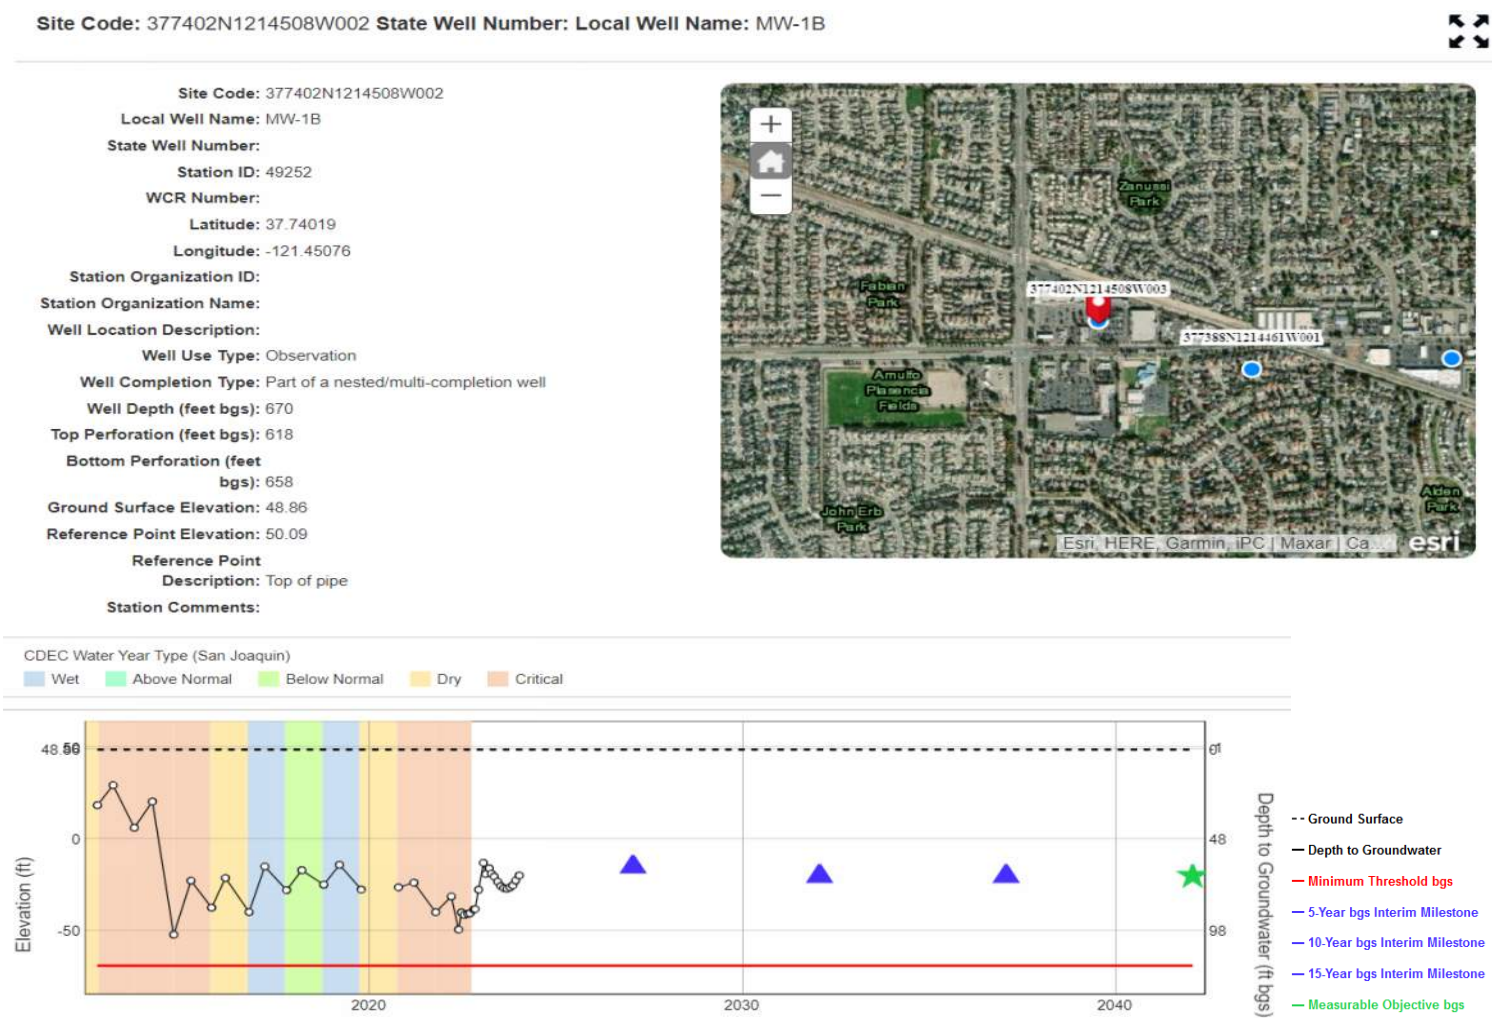 Site Code: 377402N1214508W002 State Well Number: Local Well Name: MW-1B
Site Code: 377402N1214508W002
Local Well Name: MW-1B
State Well Number:
Station ID: 49252
WCR Number:
Latitude: 37.74019
Longitude: -121.45076
Station Organization ID:
Station Organization Name:
Well Location Description:
Well Use Type: Observation
Well Completion Type: Part of a nested/multi-completion well
Well Depth (feet bgs): 670
Top Perforation (feet bgs): 618
Bottom Perforation (feet
bgs): 658
Ground Surface Elevation: 48.86
Reference Point Elevation: 50.09
Reference Point
Description: Top of pipe
Station Comments:
+
−
Zanussi
Park
377402N1214508W003
Fabian
Park
377388N1214461W001
Arnulfo
Plasencia
Fields
John Erb
Park
Alden
Park
Esri, HERE, Garmin, iPC | Maxar | Ca...
esri
CDEC Water Year Type (San Joaquin)
Wet Above Normal Below Normal Dry Critical
Elevation (ft)
50
0
-50
48
98
2020 2030 2040
Depth to Groundwater (ft bgs)
Ground Surface
Depth to Groundwater
Minimum Threshold bgs
5-Year bgs Interim Milestone
10-Year bgs Interim Milestone
15-Year bgs Interim Milestone
Measurable Objective bgs